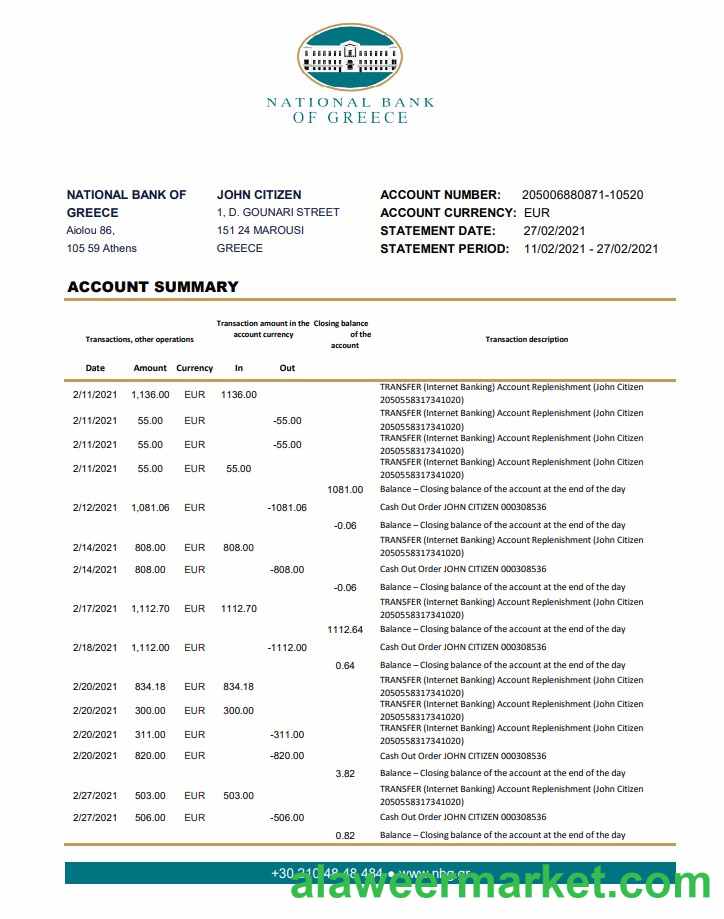 NATIONAL BANK
OF GREECE
NATIONAL BANK OF
GREECE
Aiolou 86,
105 59 Athens
JOHN CITIZEN
1, D. GOUNARI STREET
151 24 MAROUSI
GREECE
ACCOUNT NUMBER: 205006880871-10520
ACCOUNT CURRENCY: EUR
STATEMENT DATE: 27/02/2021
STATEMENT PERIOD: 11/02/2021 - 27/02/2021
ACCOUNT SUMMARY
Transactions, other operations
Transaction amount in the
account currency
Closing balance
of the
account
Transaction description
Date Amount Currency In Out
2/11/2021 1,136.00 EUR 1136.00 TRANSFER (Internet Banking) Account Replenishment (John Citizen
2050558317341020)
2/11/2021 55.00 EUR -55.00 TRANSFER (Internet Banking) Account Replenishment (John Citizen
2050558317341020)
2/11/2021 55.00 EUR -55.00 TRANSFER (Internet Banking) Account Replenishment (John Citizen
2050558317341020)
2/11/2021 55.00 EUR 55.00 TRANSFER (Internet Banking) Account Replenishment (John Citizen
2050558317341020)
1081.00 Balance – Closing balance of the account at the end of the day
2/12/2021 1,081.06 EUR -1081.06 Cash Out Order JOHN CITIZEN 000308536
-0.06 Balance – Closing balance of the account at the end of the day
2/14/2021 808.00 EUR 808.00 TRANSFER (Internet Banking) Account Replenishment (John Citizen
2050558317341020)
2/14/2021 808.00 EUR -808.00 Cash Out Order JOHN CITIZEN 000308536
-0.06 Balance – Closing balance of the account at the end of the day
2/17/2021 1,112.70 EUR 1112.70 TRANSFER (Internet Banking) Account Replenishment (John Citizen
2050558317341020)
1112.64 Balance – Closing balance of the account at the end of the day
2/18/2021 1,112.00 EUR -1112.00 Cash Out Order JOHN CITIZEN 000308536
0.64 Balance – Closing balance of the account at the end of the day
2/20/2021 834.18 EUR 834.18 TRANSFER (Internet Banking) Account Replenishment (John Citizen
2050558317341020)
2/20/2021 300.00 EUR 300.00 TRANSFER (Internet Banking) Account Replenishment (John Citizen
2050558317341020)
2/20/2021 311.00 EUR -311.00 TRANSFER (Internet Banking) Account Replenishment (John Citizen
2050558317341020)
2/20/2021 820.00 EUR -820.00 Cash Out Order JOHN CITIZEN 000308536
3.82 Balance – Closing balance of the account at the end of the day
2/27/2021 503.00 EUR 503.00 TRANSFER (Internet Banking) Account Replenishment (John Citizen
2050558317341020)
2/27/2021 506.00 EUR -506.00 Cash Out Order JOHN CITIZEN 000308536
0.82 Balance – Closing balance of the account at the end of the day
+30 210 48 48 484 ● www.nbg.gr
alaweermarket.com